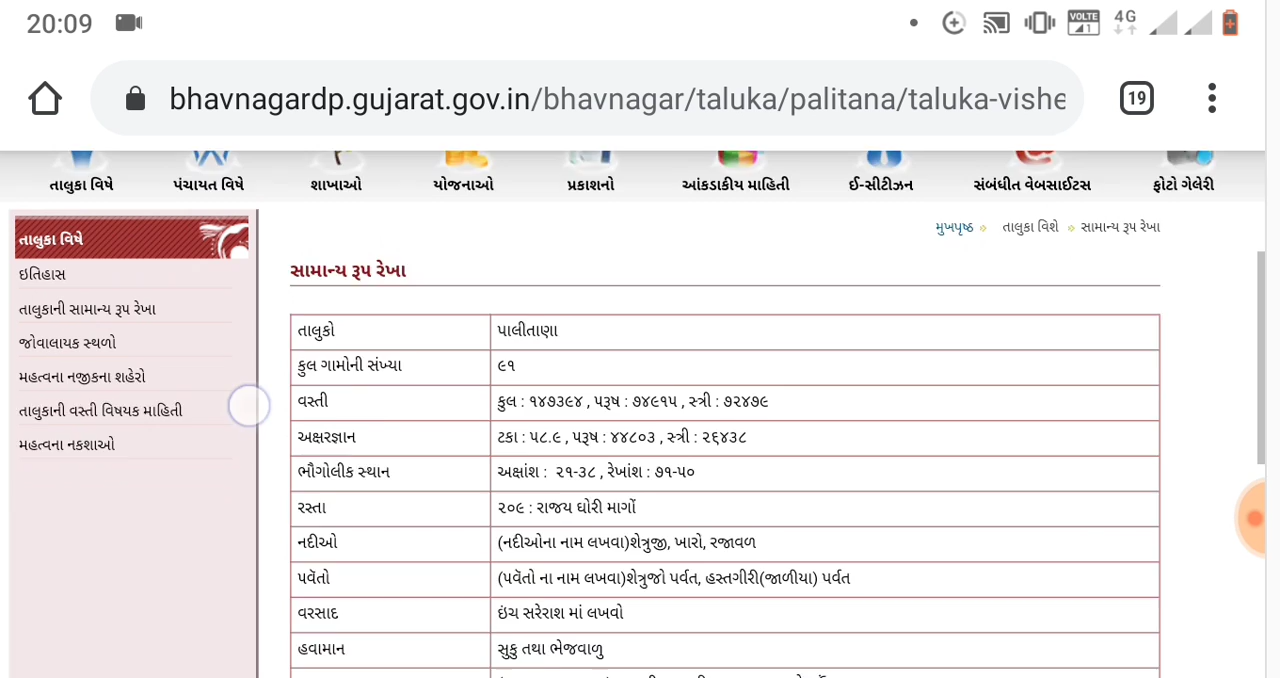 20:09
VOLTE 1 4G
bhavnagardp.gujarat.gov.in/bhavnagar/taluka/palitana/taluka-vishe
19
તાલુકા વિષે પંચાયત વિષે શાખાઓ યોજનાઓ પ્રકાશનો આંકડાકીય માહિતી ઈ-સીટીઝન સંબંધીત વેબસાઈટસ ફોટો ગેલેરી
મુખપૃષ્ઠ તાલુકા વિશે સામાન્ય રૂપ રેખા
તાલુકા વિષે
ઇતિહાસ
તાલુકાની સામાન્ય રૂપ રેખા
જોવાલાયક સ્થળો
મહત્વના નજીકના શહેરો
તાલુકાની વસ્તી વિષયક માહિતી
મહત્વના નકશાઓ
સામાન્ય રૂપ રેખા
તાલુકો પાલીતાણા
કુલ ગામોની સંખ્યા ૯૧
વસ્તી કુલ : ૧૪૭૩૯૪ , પરૂષ : ૭૪૯૧૫ , સ્ત્રી : ૭૨૪૭૯
અક્ષરજ્ઞાન ટકા : ૫૮.૯ , પરૂષ : ૪૪૮૦૩ , સ્ત્રી : ૨૬૪૩૮
ભૌગોલીક સ્થાન અક્ષાંશ : ૨૧-૩૮ , રેખાંશ : ૭૧-૫૦
રસ્તા ૨૦૯ : રાજય ઘોરી માર્ગો
નદીઓ (નદીઓના નામ લખવા)શેત્રુજી, ખારો, રજાવળ
પર્વતો (પર્વતો ના નામ લખવા)શેત્રુજો પર્વત, હસ્તગીરી(જાળીયા) પર્વત
વરસાદ ઇંચ સરેરાશ માં લખવો
હવામાન સુકુ તથા ભેજવાળુ